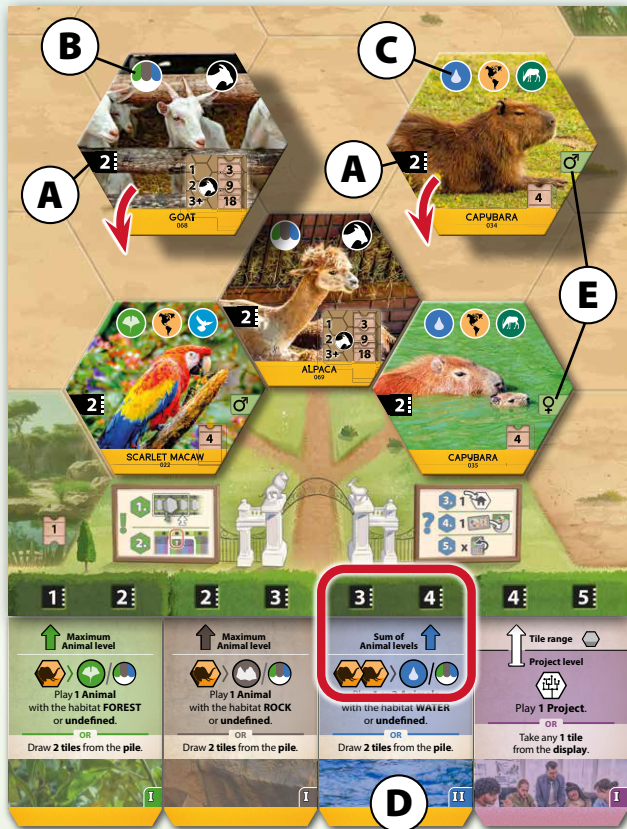 B
C
A
2
1 3
2 9
3+ 18
GOAT
068
A
2
♂
4
CAPYBARA
034
E
2
1 3
2 9
3+ 18
ALPACA
069
2
♂
4
SCARLET MACAW
022
2
♀
4
CAPYBARA
035
1
!
1.
2.
?
3. 1
4. 1
5. x
1 2 2 3 3 4 4 5
Maximum
Animal level
>
/
Play 1 Animal
with the habitat FOREST
or undefined.
OR
Draw 2 tiles from the pile.
I
Maximum
Animal level
>
/
Play 1 Animal
with the habitat ROCK
or undefined.
OR
Draw 2 tiles from the pile.
I
Sum of
Animal levels
>
/
with the habitat WATER
or undefined.
OR
Draw 2 tiles from the pile.
D
II
Tile range
Project level
Play 1 Project.
OR
Take any 1 tile
from the display.
I